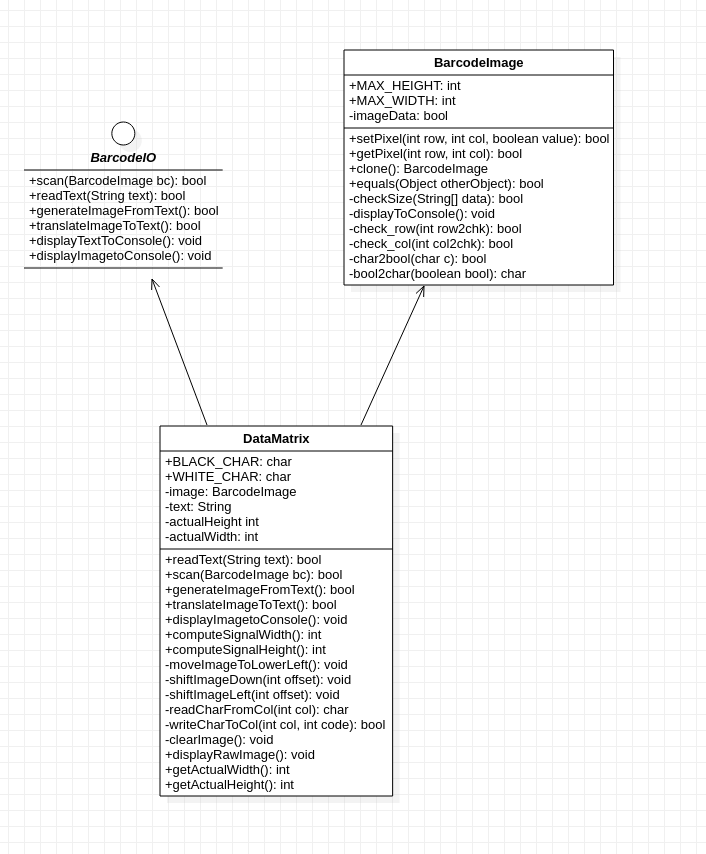 BarcodeIO
+scan(BarcodeImage bc): bool
+readText(String text): bool
+generateImageFromText(): bool
+translateImageToText(): bool
+displayTextToConsole(): void
+displayImagetoConsole(): void
BarcodeImage
+MAX_HEIGHT: int
+MAX_WIDTH: int
-imageData: bool
+setPixel(int row, int col, boolean value): bool
+getPixel(int row, int col): bool
+clone(): BarcodeImage
+equals(Object otherObject): bool
-checkSize(String[] data): bool
-displayToConsole(): void
-check_row(int row2chk): bool
-check_col(int col2chk): bool
-char2bool(char c): bool
-bool2char(boolean bool): char
DataMatrix
+BLACK_CHAR: char
+WHITE_CHAR: char
-image: BarcodeImage
-text: String
-actualHeight int
-actualWidth: int
+readText(String text): bool
+scan(BarcodeImage bc): bool
+generateImageFromText(): bool
+translateImageToText(): bool
+displayImagetoConsole(): void
+computeSignalWidth(): int
+computeSignalHeight(): int
-moveImageToLowerLeft(): void
-shiftImageDown(int offset): void
-shiftImageLeft(int offset): void
-readCharFromCol(int col): char
-writeCharToCol(int col, int code): bool
-clearImage(): void
+displayRawImage(): void
+getActualWidth(): int
+getActualHeight(): int